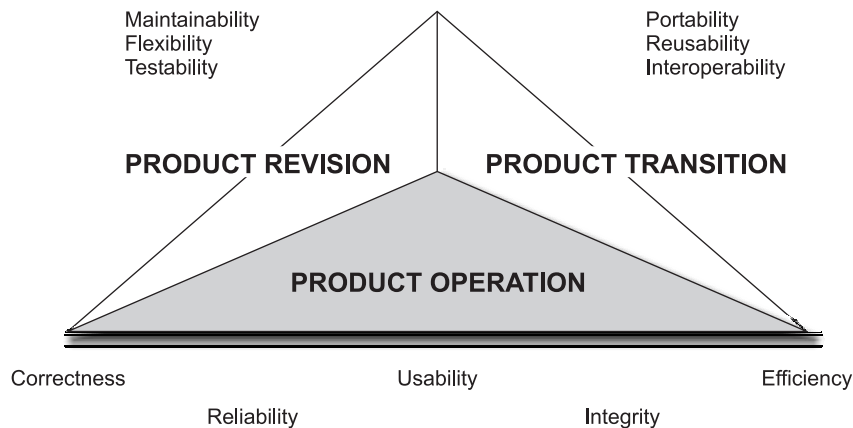 Maintainability
Flexibility
Testability
Portability
Reusability
Interoperability
PRODUCT REVISION
PRODUCT TRANSITION
PRODUCT OPERATION
Correctness
Usability
Efficiency
Reliability
Integrity